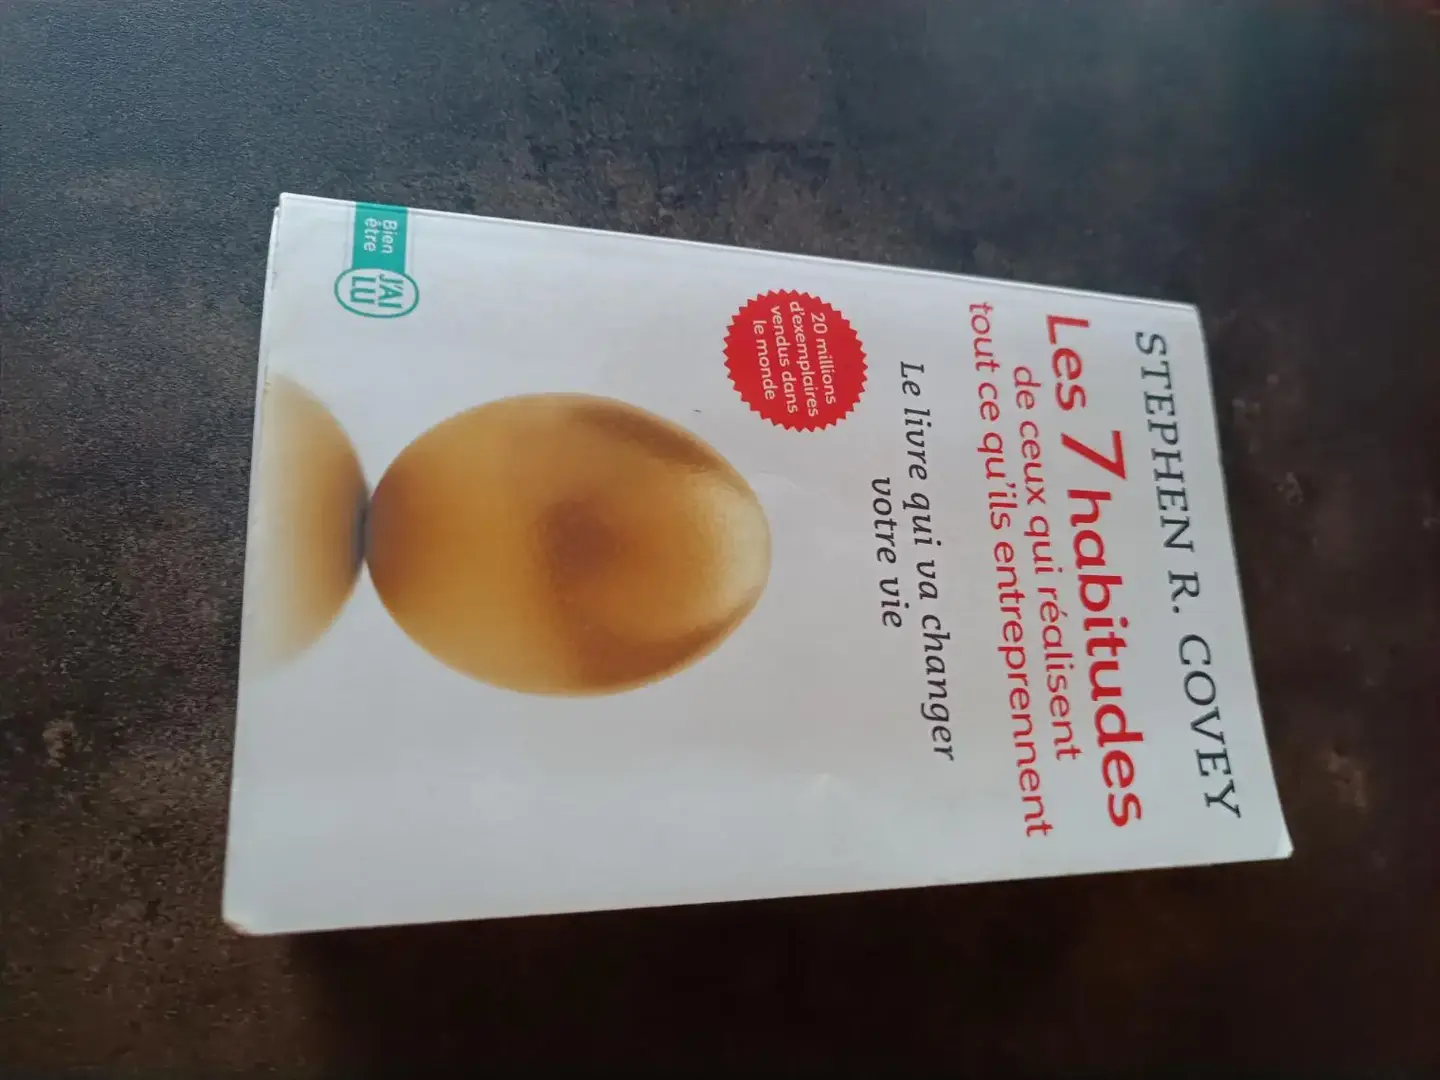 STEPHEN R. COVEY
Les 7 habitudes
de ceux qui réalisent
tout ce qu'ils entreprennent
Le livre qui va changer
votre vie
20 millions
d'exemplaires
vendus dans
le monde
Bien
être
J'AI
LU